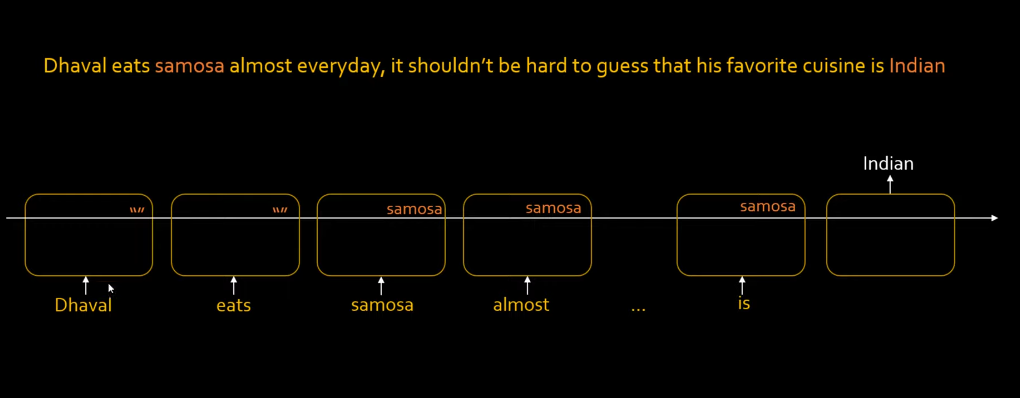 Dhaval eats samosa almost everyday, it shouldn't be hard to guess that his favorite cuisine is Indian
Indian
"" "" samosa samosa samosa
Dhaval eats samosa almost ... is